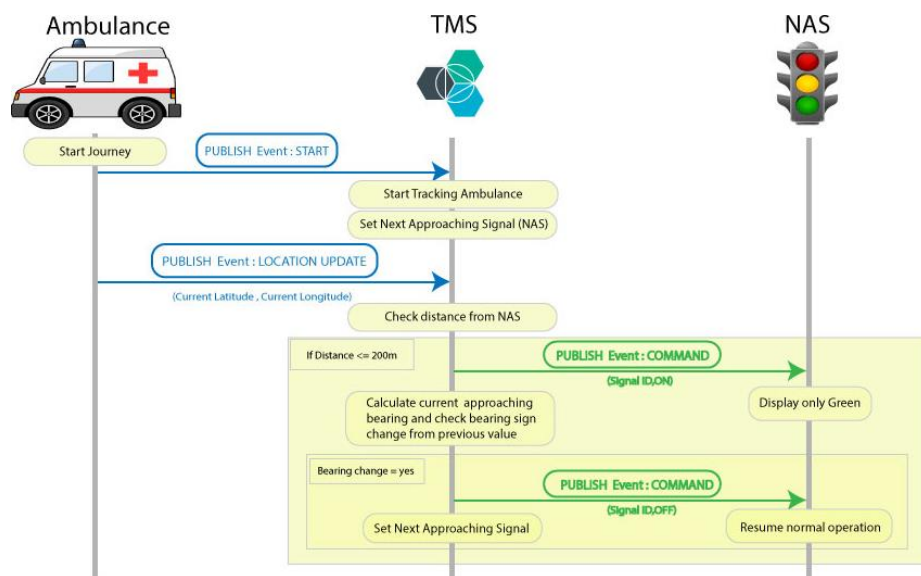 Ambulance
TMS
NAS
Start Journey
PUBLISH Event : START
Start Tracking Ambulance
Set Next Approaching Signal (NAS)
PUBLISH Event : LOCATION UPDATE
(Current Latitude , Current Longitude)
Check distance from NAS
If Distance <= 200m
PUBLISH Event : COMMAND
(Signal ID,ON)
Calculate current approaching
bearing and check bearing sign
change from previous value
Display only Green
Bearing change = yes
PUBLISH Event : COMMAND
(Signal ID,OFF)
Set Next Approaching Signal
Resume normal operation